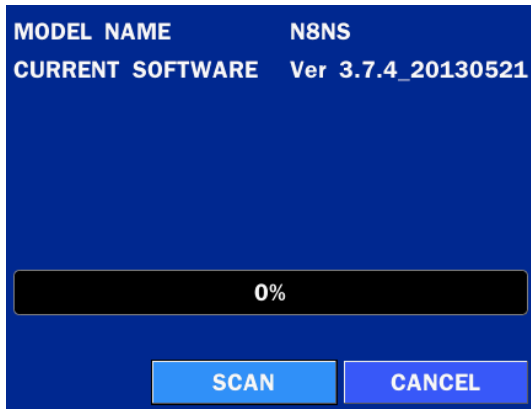 MODEL NAME N8NS
CURRENT SOFTWARE Ver 3.7.4_20130521
0%
SCAN CANCEL